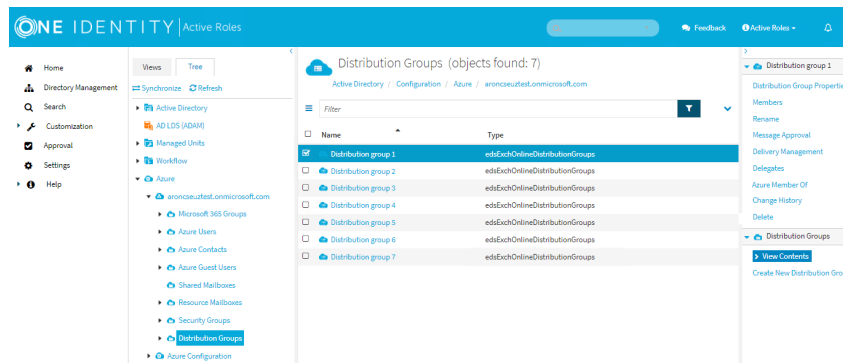 ONE IDENTITY Active Roles
Feedback
Active Roles
Home
Directory Management
Search
Customization
Approval
Settings
Help
Views
Tree
Synchronize
Refresh
Active Directory
AD LDS (ADAM)
Managed Units
Workflow
Azure
aroncseuztest.onmicrosoft.com
Microsoft 365 Groups
Azure Users
Azure Contacts
Azure Guest Users
Shared Mailboxes
Resource Mailboxes
Security Groups
Distribution Groups
Azure Configuration
Distribution Groups (objects found: 7)
Active Directory / Configuration / Azure / aroncseuztest.onmicrosoft.com
Filter
Name Type
Distribution group 1 edsExchOnlineDistributionGroups
Distribution group 2 edsExchOnlineDistributionGroups
Distribution group 3 edsExchOnlineDistributionGroups
Distribution group 4 edsExchOnlineDistributionGroups
Distribution group 5 edsExchOnlineDistributionGroups
Distribution group 6 edsExchOnlineDistributionGroups
Distribution group 7 edsExchOnlineDistributionGroups
Distribution group 1
Distribution Group Propertie
Members
Rename
Message Approval
Delivery Management
Delegates
Azure Member Of
Change History
Delete
Distribution Groups
View Contents
Create New Distribution Gro